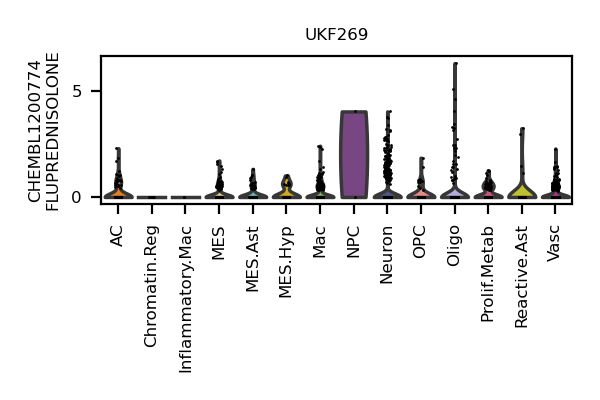 UKF269
CHEMBL1200774
FLUPREDNISOLONE
5
0
AC
Chromatin.Reg
Inflammatory.Mac
MES
MES.Ast
MES.Hyp
Mac
NPC
Neuron
OPC
Oligo
Prolif.Metab
Reactive.Ast
Vasc